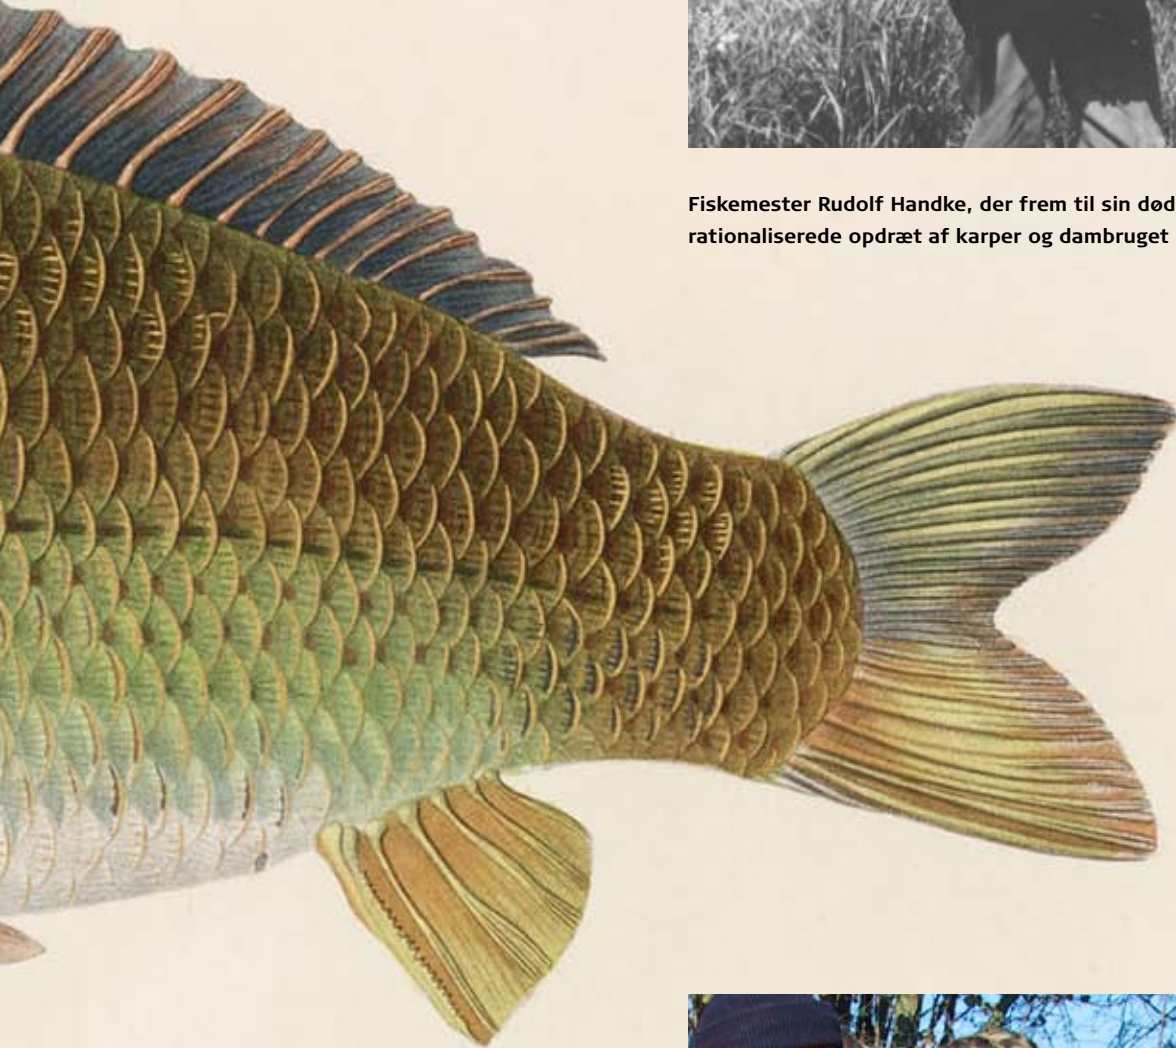 Fiskemester Rudolf Handke, der frem til sin død
rationaliserede opdræt af karper og dambruget